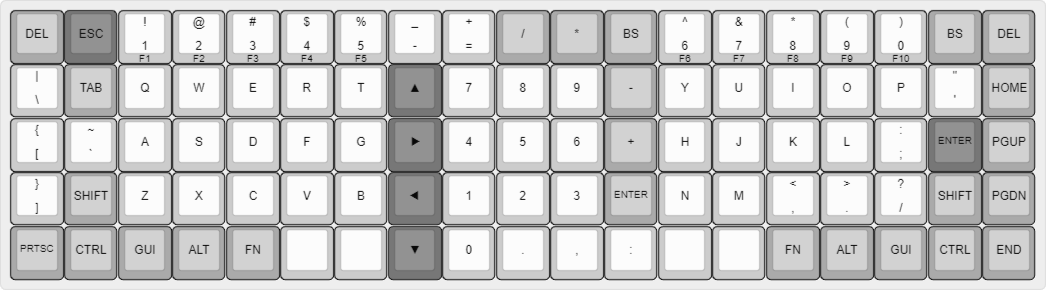 DEL ESC ! @ # $ % _ + / * BS ^ & * ( ) BS DEL
1 2 3 4 5 - = 6 7 8 9 0
F1 F2 F3 F4 F5 F6 F7 F8 F9 F10
| TAB Q W E R T ▲ 7 8 9 - Y U I O P " HOME
\ '
{ ~ A S D F G ► 4 5 6 + H J K L : ENTER PGUP
[ ` ;
} SHIFT Z X C V B ◄ 1 2 3 ENTER N M < > ? SHIFT PGDN
] , . /
PRTSC CTRL GUI ALT FN ▼ 0 . , : FN ALT GUI CTRL END